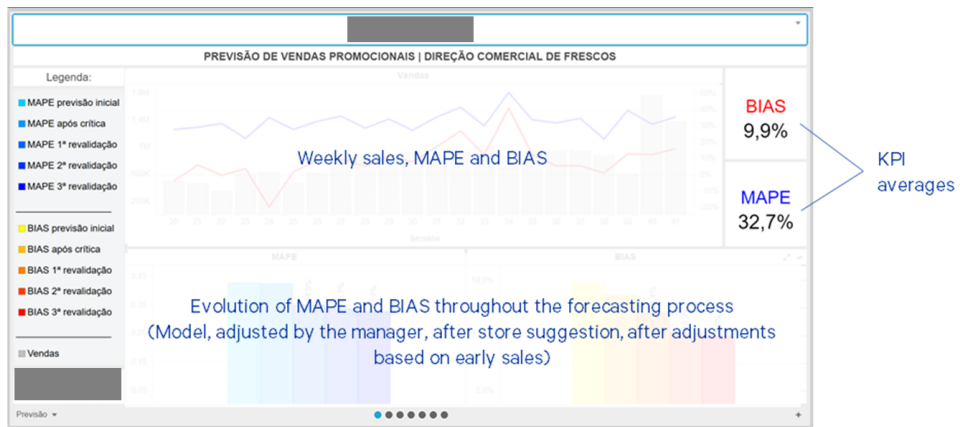 PREVISÃO DE VENDAS PROMOCIONAIS | DIREÇÃO COMERCIAL DE FRESCOS
Legenda:
MAPE previsão inicial
MAPE após crítica
MAPE 1ª revalidação
MAPE 2ª revalidação
MAPE 3ª revalidação
BIAS previsão inicial
BIAS após crítica
BIAS 1ª revalidação
BIAS 2ª revalidação
BIAS 3ª revalidação
Vendas
Vendas
Weekly sales, MAPE and BIAS
Semana
BIAS
9,9%
MAPE
32,7%
KPI
averages
MAPE
BIAS
Evolution of MAPE and BIAS throughout the forecasting process
(Model, adjusted by the manager, after store suggestion, after adjustments
based on early sales)
Previsão